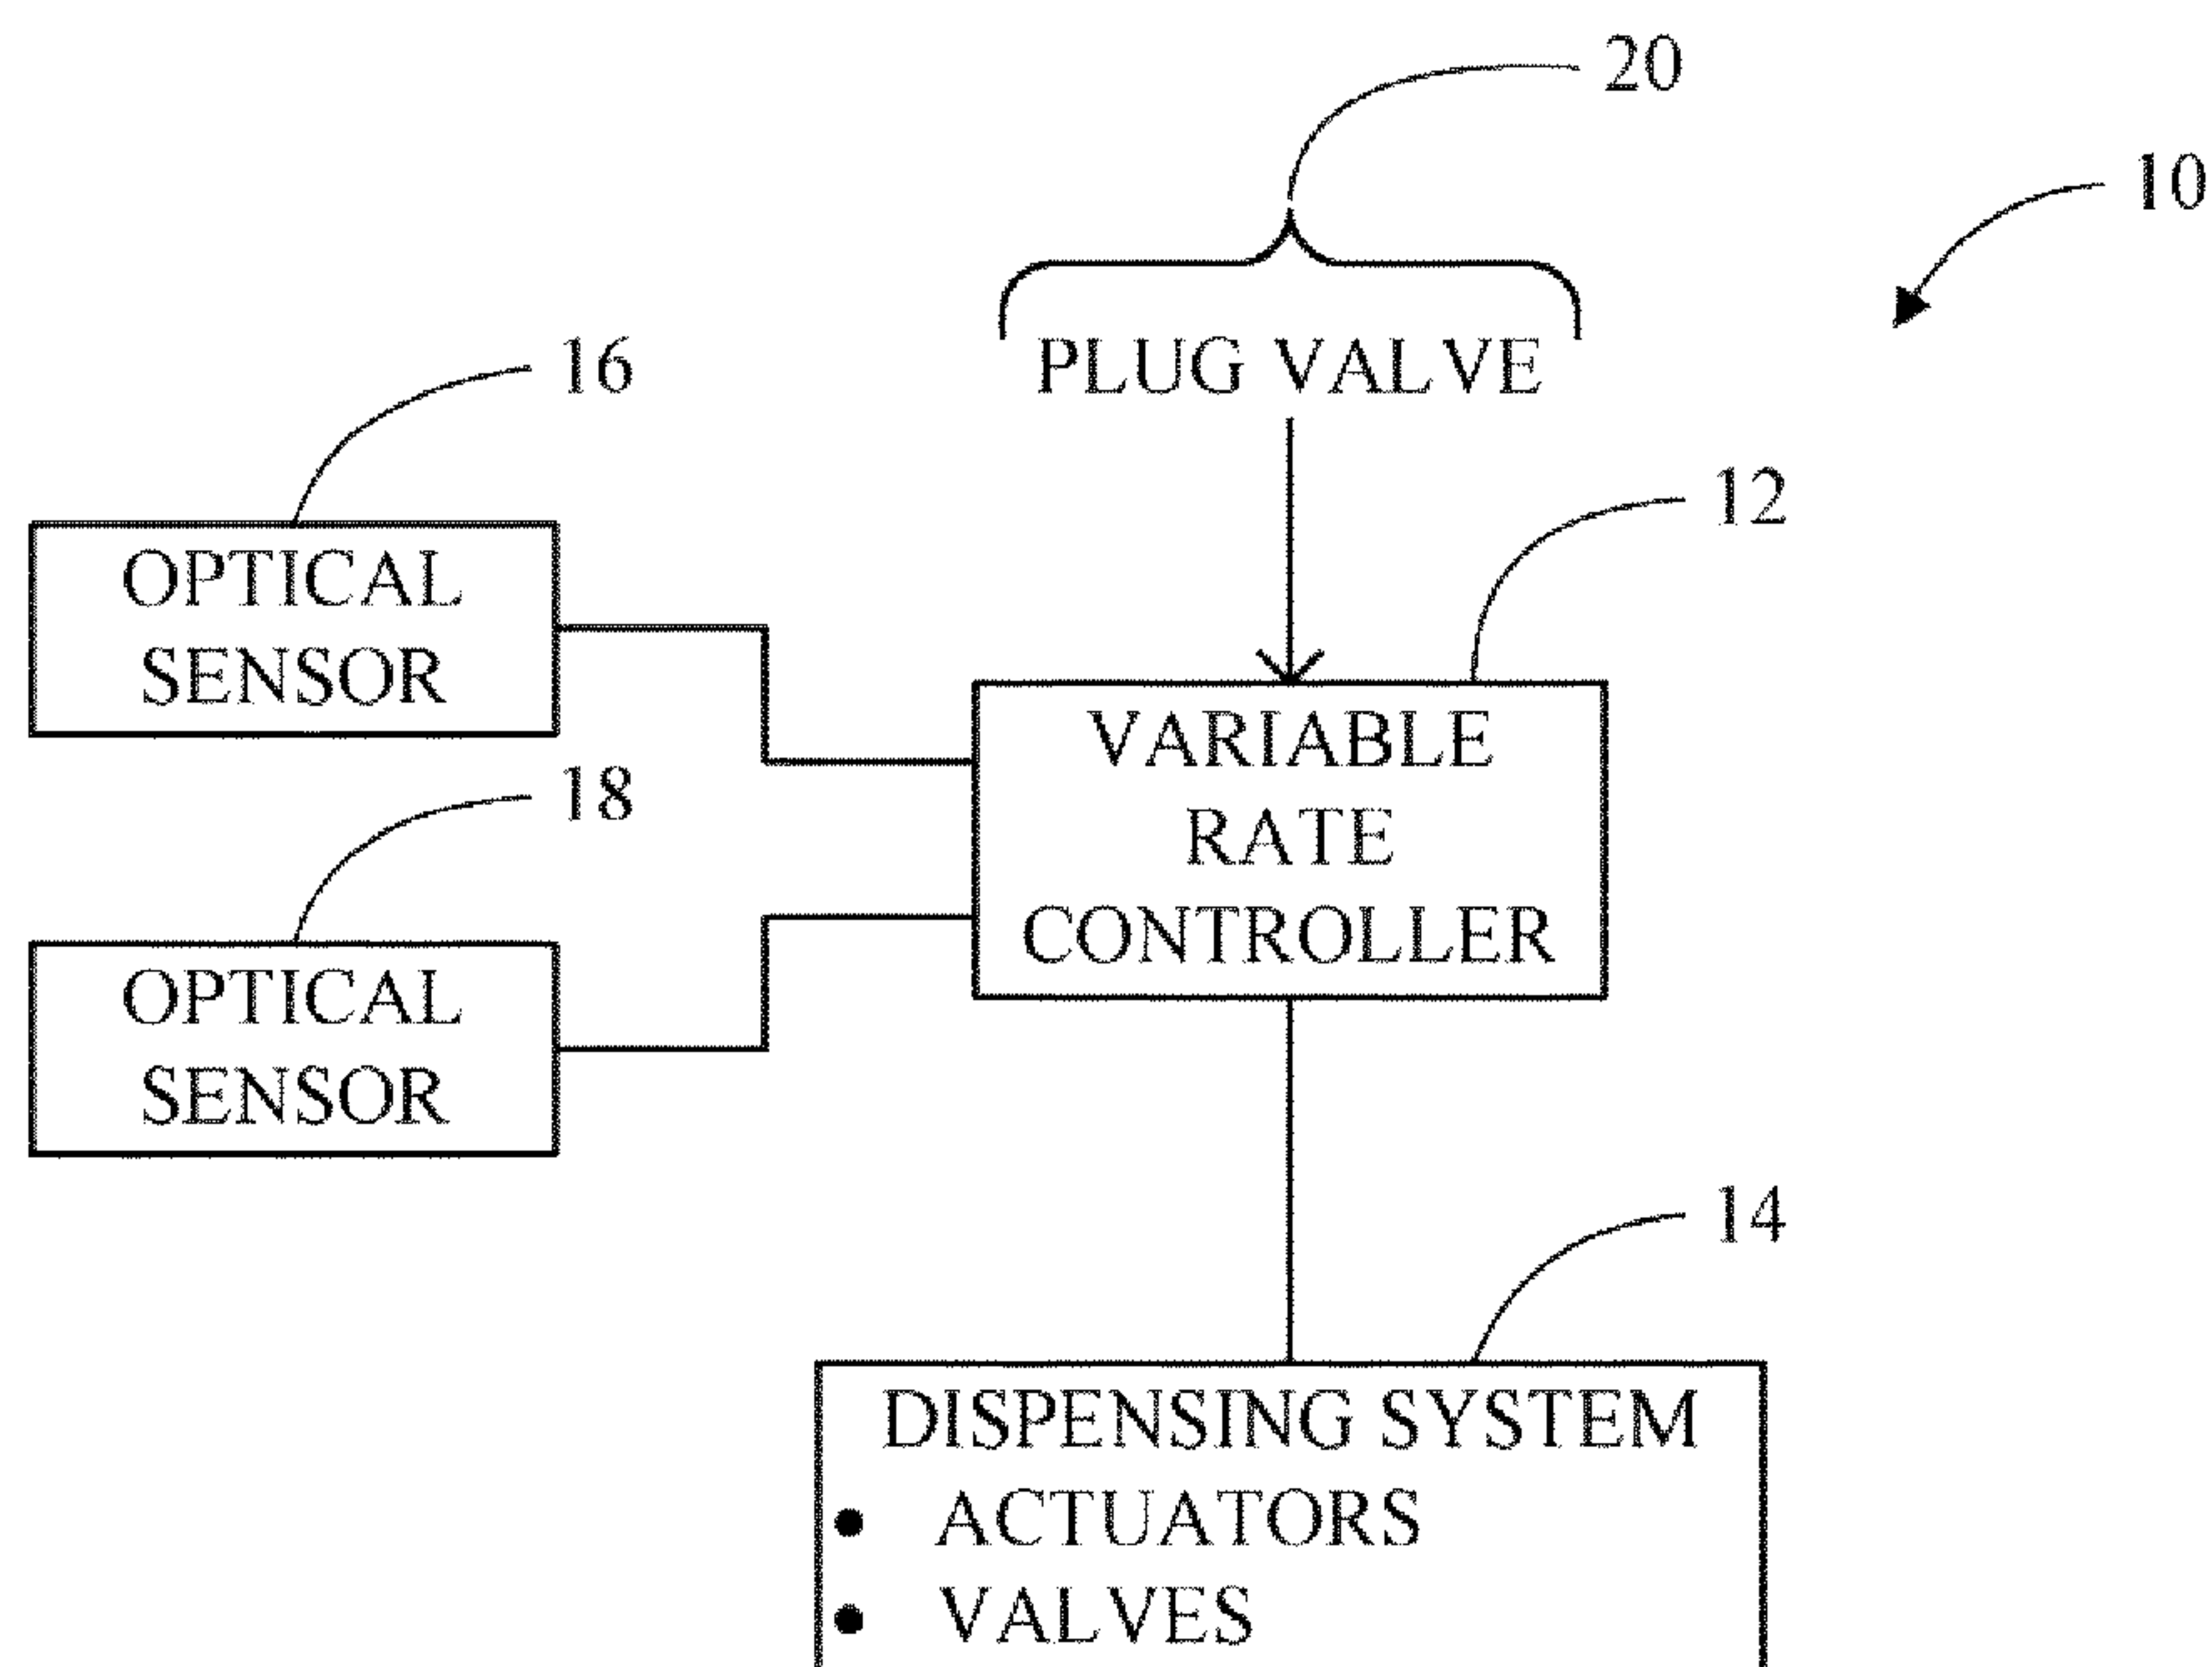 20
10
PLUG VALVE
16
12
OPTICAL
SENSOR
VARIABLE
RATE
CONTROLLER
18
OPTICAL
SENSOR
14
DISPENSING SYSTEM
• ACTUATORS
• VALVES